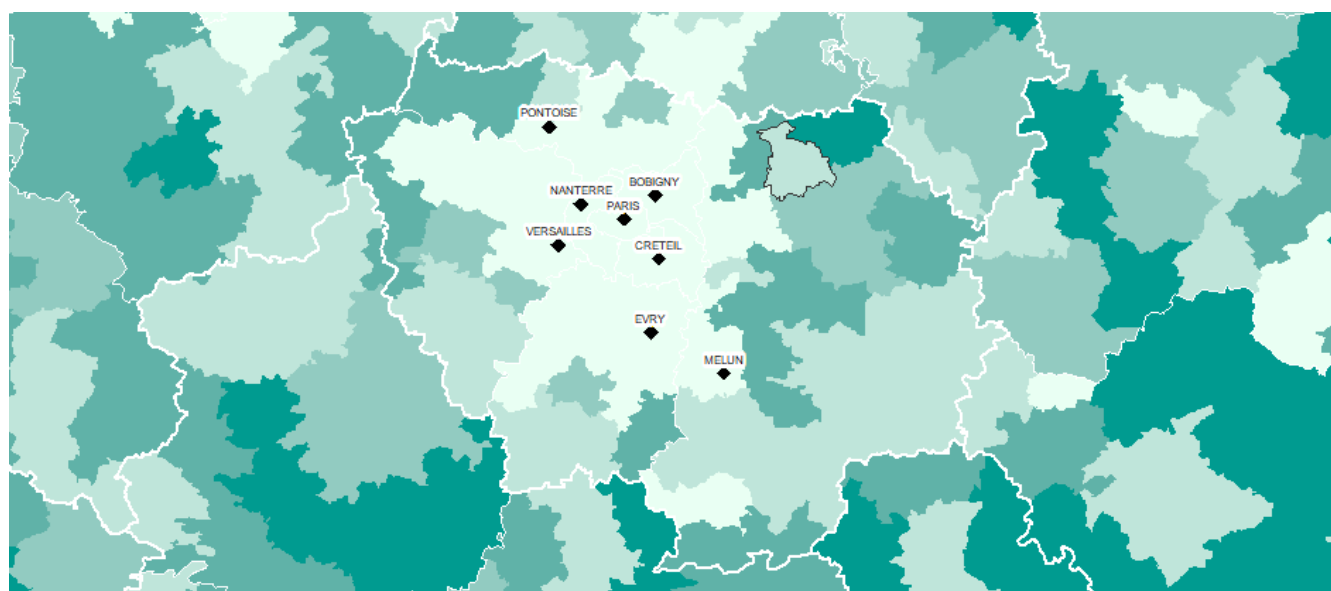 PONTOISE
NANTERRE
BOBIGNY
PARIS
VERSAILLES
CRETEIL
EVRY
MELUN